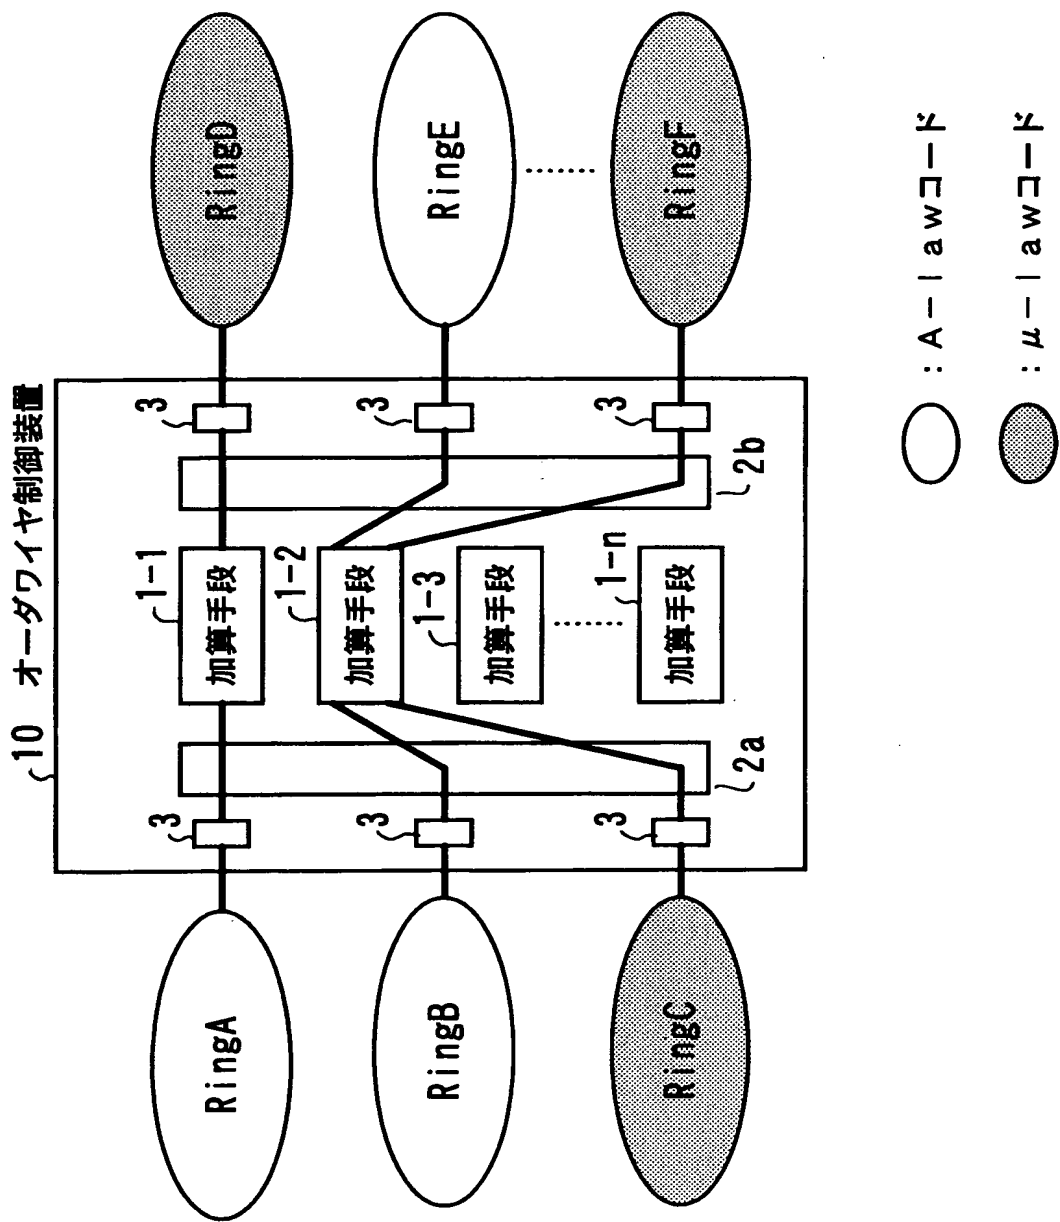 10 オーダワイヤ制御装置
RingA
3
3
RingD
1-1
加算手段
RingB
3
3
RingE
1-2
加算手段
1-3
加算手段
RingC
3
3
RingF
1-n
加算手段
2a
2b
:A-lawコード
:μ-lawコード